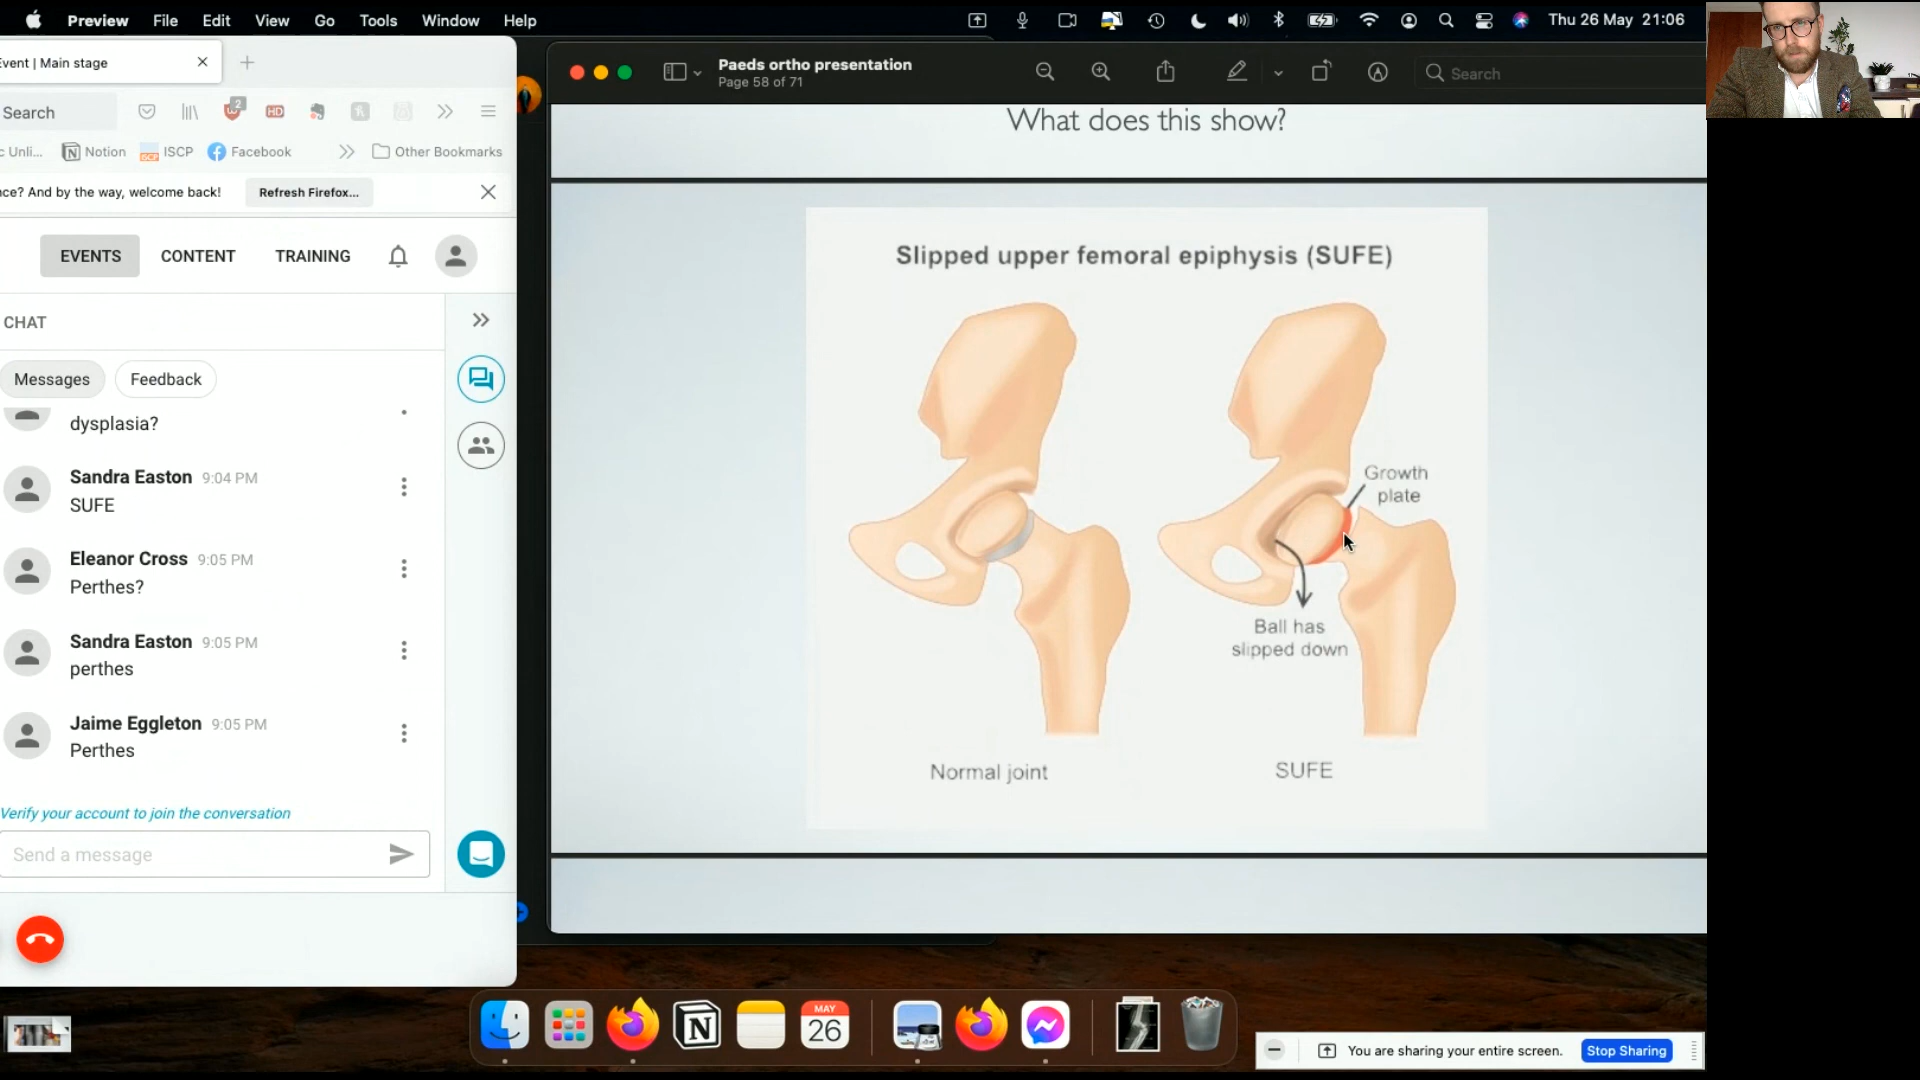 Preview File Edit View Go Tools Window Help Thu 26 May 21:06
Event | Main stage
Search
HD
2
c Unli... Notion ISCP Facebook Other Bookmarks
nce? And by the way, welcome back! Refresh Firefox...
EVENTS CONTENT TRAINING
CHAT
Messages Feedback
dysplasia?
Sandra Easton 9:04 PM
SUFE
Eleanor Cross 9:05 PM
Perthes?
Sandra Easton 9:05 PM
perthes
Jaime Eggleton 9:05 PM
Perthes
Verify your account to join the conversation
Send a message
Paeds ortho presentation
Page 58 of 71
Search
What does this show?
Slipped upper femoral epiphysis (SUFE)
Growth
plate
Ball has
slipped down
Normal joint
SUFE
MAY
26
You are sharing your entire screen. Stop Sharing